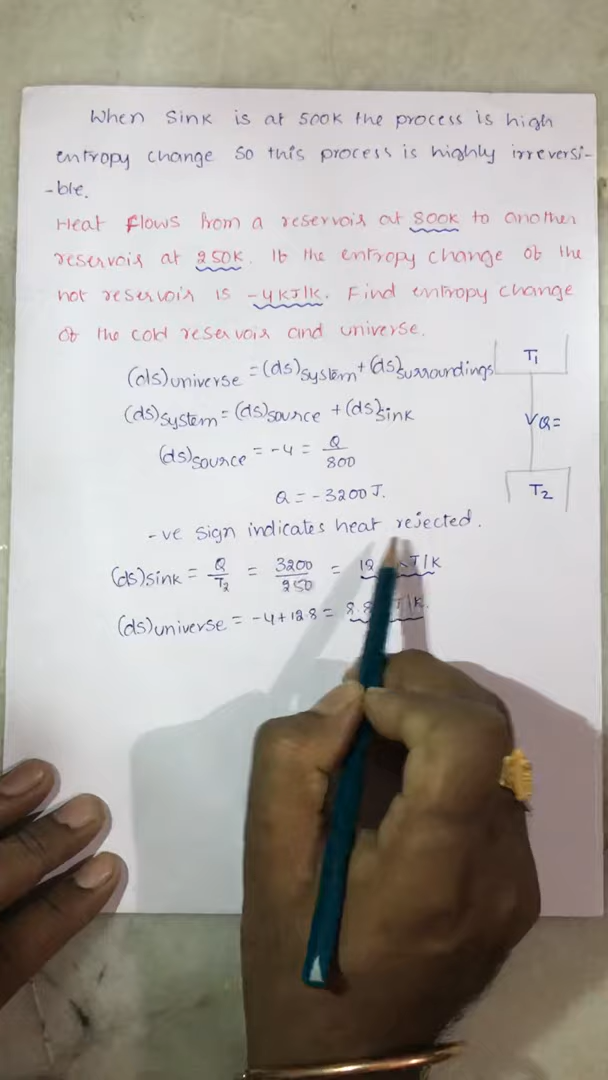 When Sink is at 500K the process is high
entropy change so this process is highly irreversi-
-ble.
Heat flows from a reservoir at 800K to another
reservoir at 250K. If the entropy change of the
hot reservoir is -4KJ/K. Find entropy change
of the cold reservoir and universe.
(ds)universe = (ds)system + (ds)surroundings
(ds)system = (ds)source + (ds)sink
(ds)source = -4 = Q/800
Q = -3200J.
-ve sign indicates heat rejected.
(ds)sink = Q/T2 = 3200/250 =
(ds)universe = -4+12.8 =
T1
Q=
T2